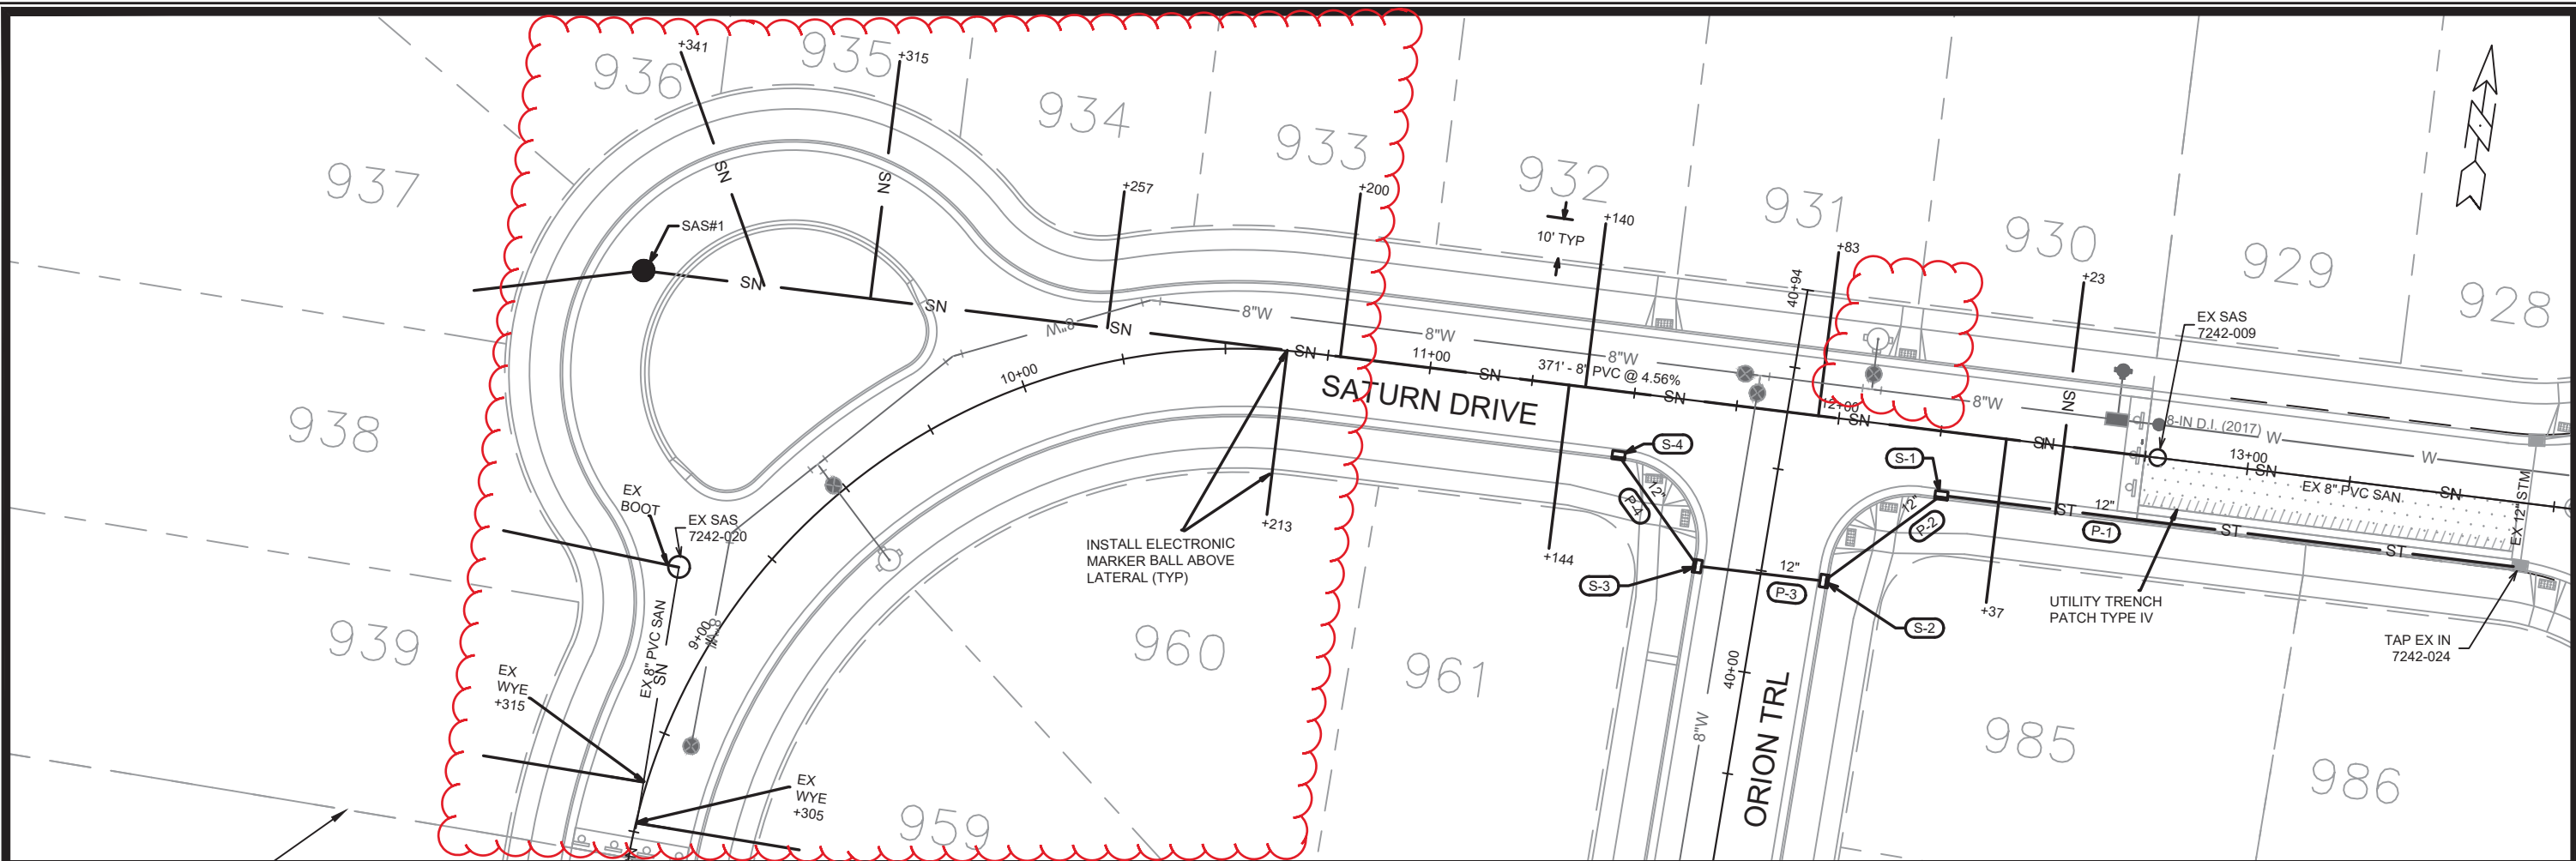 +341
+315
936
935
934
933
932
931
930
929
928
937
938
939
SN
SN
SAS#1
SN
SN
SN
+257
+200
10' TYP
+140
+83
40+94
+23
EX SAS
7242-009
8"W
8"W
8"W
8"W
8"W
SN
11+00
SN
371' - 8" PVC @ 4.56%
SN
12+00
SN
SN
SN
8-IN D.I. (2017)
W
W
13+00
SN
SN
EX 8" PVC SAN
EX 12" STM
10+00
SATURN DRIVE
S-4
12"
P-4
S-1
12"
P-2
ST
12"
P-1
ST
ST
EX
BOOT
EX SAS
7242-020
INSTALL ELECTRONIC
MARKER BALL ABOVE
LATERAL (TYP)
+213
+144
S-3
12"
P-3
S-2
+37
UTILITY TRENCH
PATCH TYPE IV
TAP EX IN
7242-024
EX 8" PVC SAN
SN
9+00
8"W
EX
WYE
+315
EX
WYE
+305
960
961
959
985
986
40+00
8"W
ORION TRL